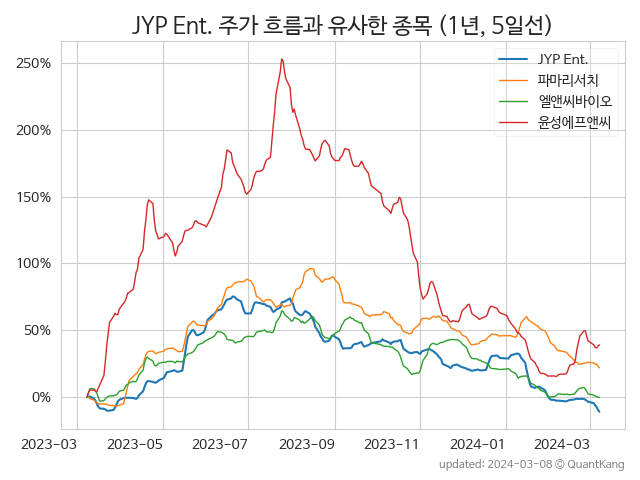 JYP Ent. 주가 흐름과 유사한 종목 (1년, 5일선)
JYP Ent.
파마리서치
엘앤씨바이오
윤성에프앤씨
250%
200%
150%
100%
50%
0%
2023-03 2023-05 2023-07 2023-09 2023-11 2024-01 2024-03
updated: 2024-03-08 © QuantKang